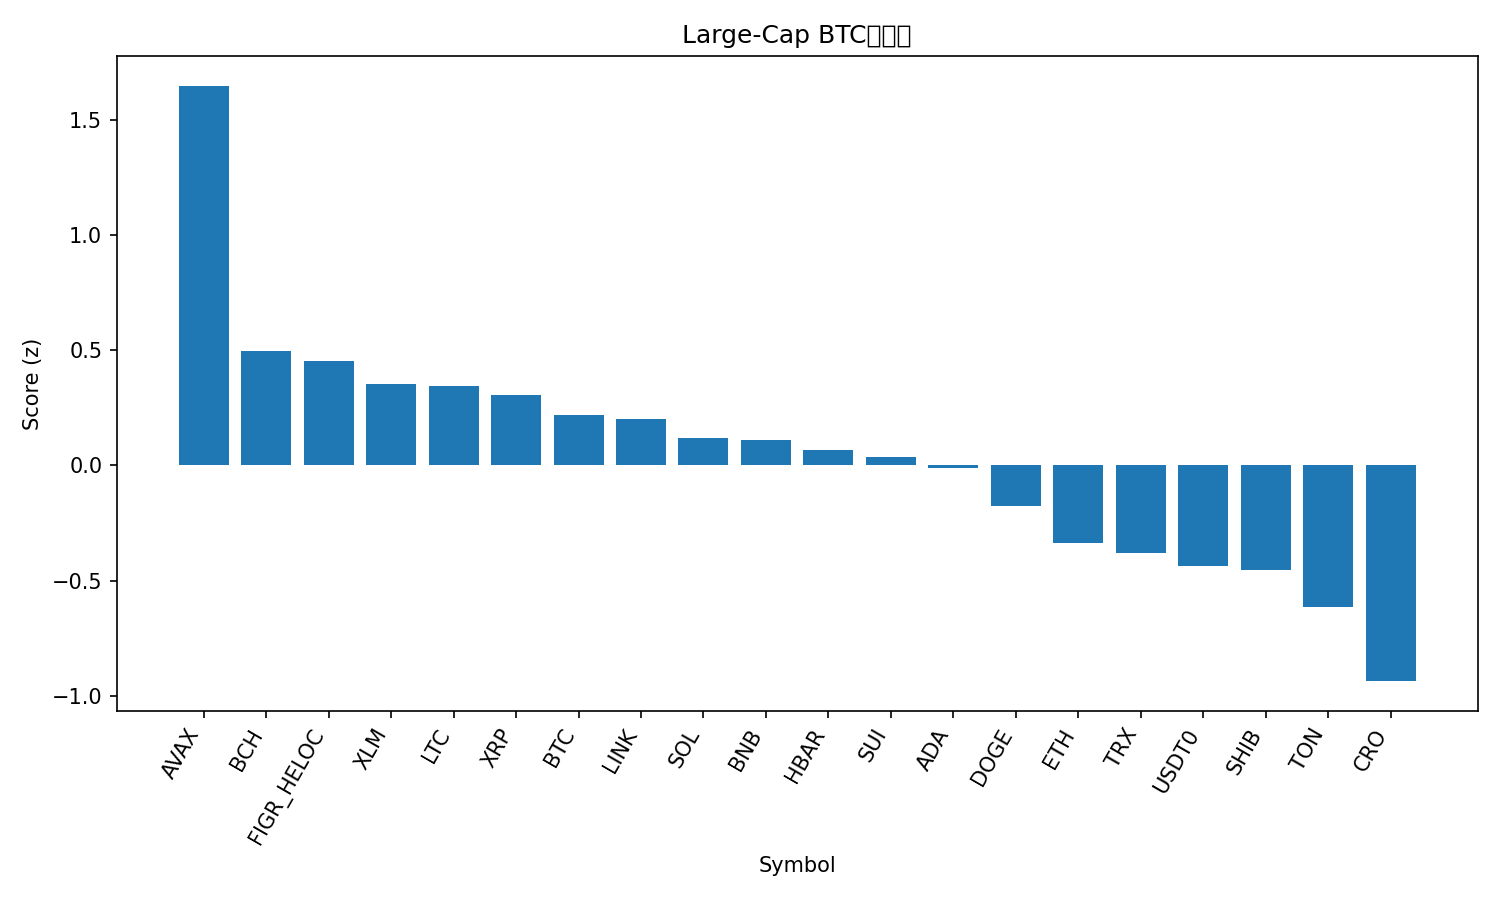 Large-Cap BTC
Score (z)
1.5
1.0
0.5
0.0
−0.5
−1.0
AVAX
BCH
FIGR_HELOC
XLM
LTC
XRP
BTC
LINK
SOL
BNB
HBAR
SUI
ADA
DOGE
ETH
TRX
USDT0
SHIB
TON
CRO
Symbol